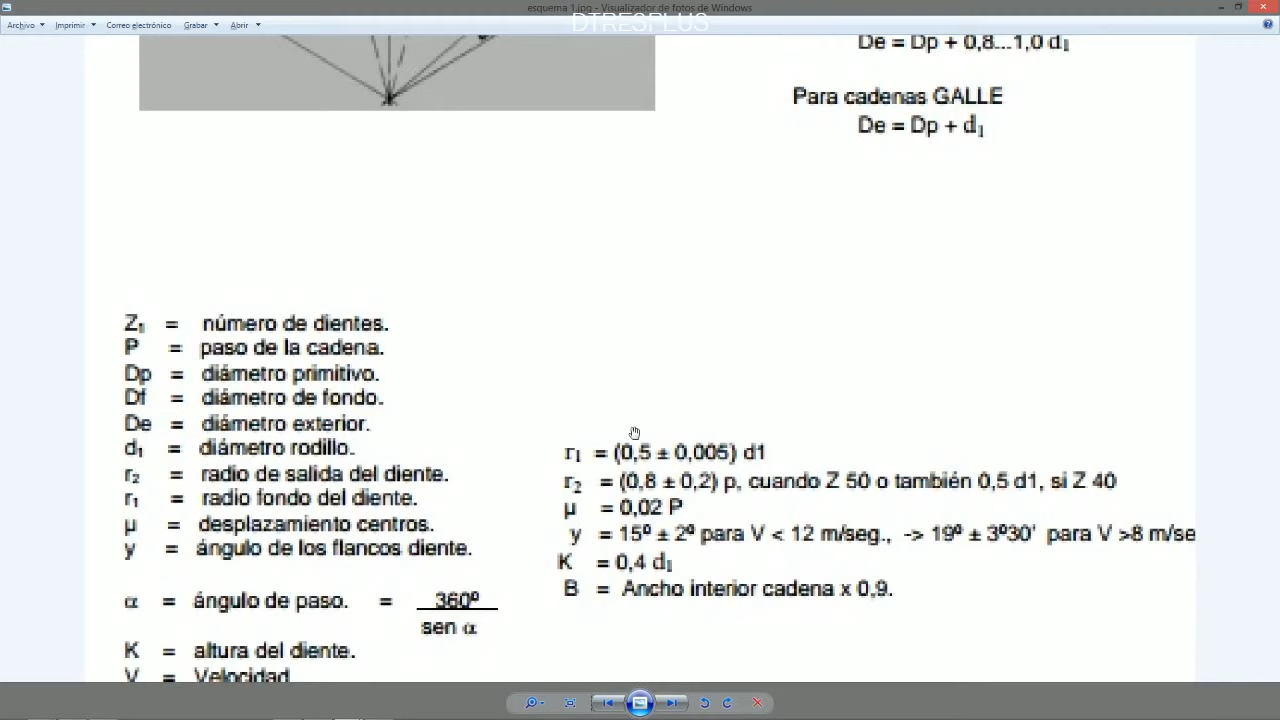 esquema 1.jpg - Visualizador de fotos de Windows
DTRESPLUS
Archivo Imprimir Correo electrónico Grabar Abrir
De = Dp + 0,8...1,0 d1
Para cadenas GALLE
De = Dp + d1
Z1 = número de dientes.
P = paso de la cadena.
Dp = diámetro primitivo.
Df = diámetro de fondo.
De = diámetro exterior.
d1 = diámetro rodillo.
r2 = radio de salida del diente.
r1 = radio fondo del diente.
μ = desplazamiento centros.
y = ángulo de los flancos diente.
α = ángulo de paso. = 360º
sen α
K = altura del diente.
V = Velocidad
r1 = (0,5 ± 0,005) d1
r2 = (0,8 ± 0,2) p, cuando Z 50 o también 0,5 d1, si Z 40
μ = 0,02 P
y = 15º ± 2º para V < 12 m/seg., -> 19º ± 3º30' para V >8 m/se
K = 0,4 d1
B = Ancho interior cadena x 0,9.